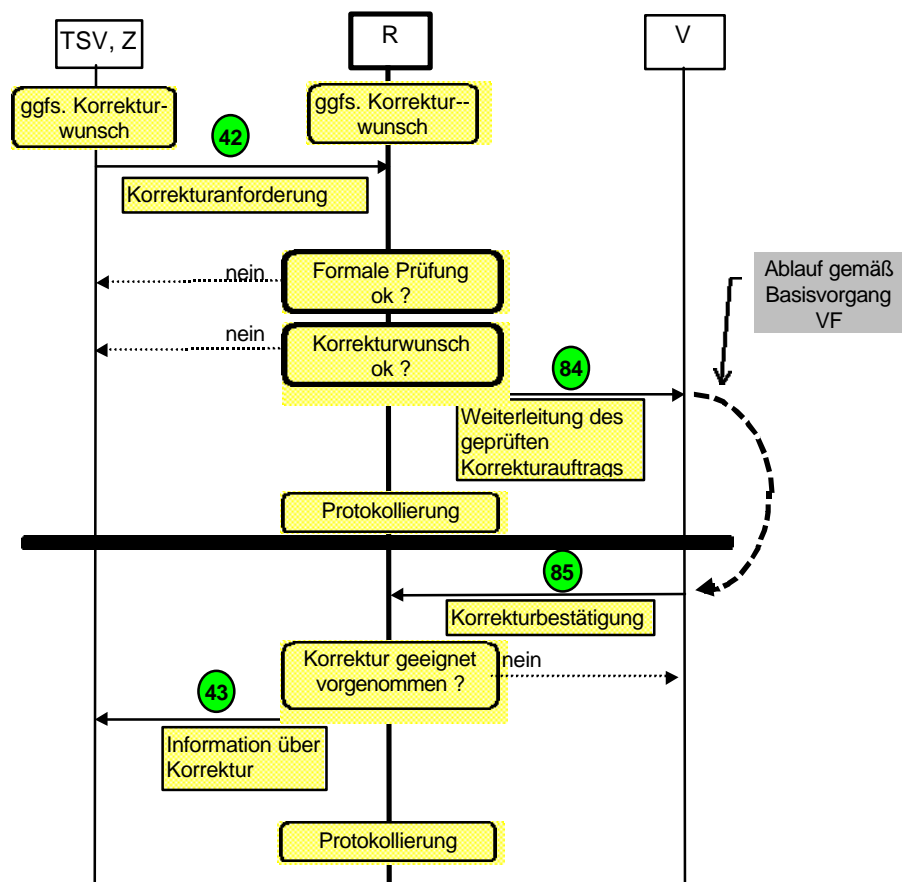 TSV, Z
R
V
ggfs. Korrektur-
wunsch
ggfs. Korrektur--
wunsch
42
Korrekturanforderung
nein
Formale Prüfung
ok ?
Ablauf gemäß
Basisvorgang
VF
nein
Korrekturwunsch
ok ?
84
Weiterleitung des
geprüften
Korrekturauftrags
Protokollierung
85
Korrekturbestätigung
Korrektur geeignet
vorgenommen ?
nein
43
Information über
Korrektur
Protokollierung